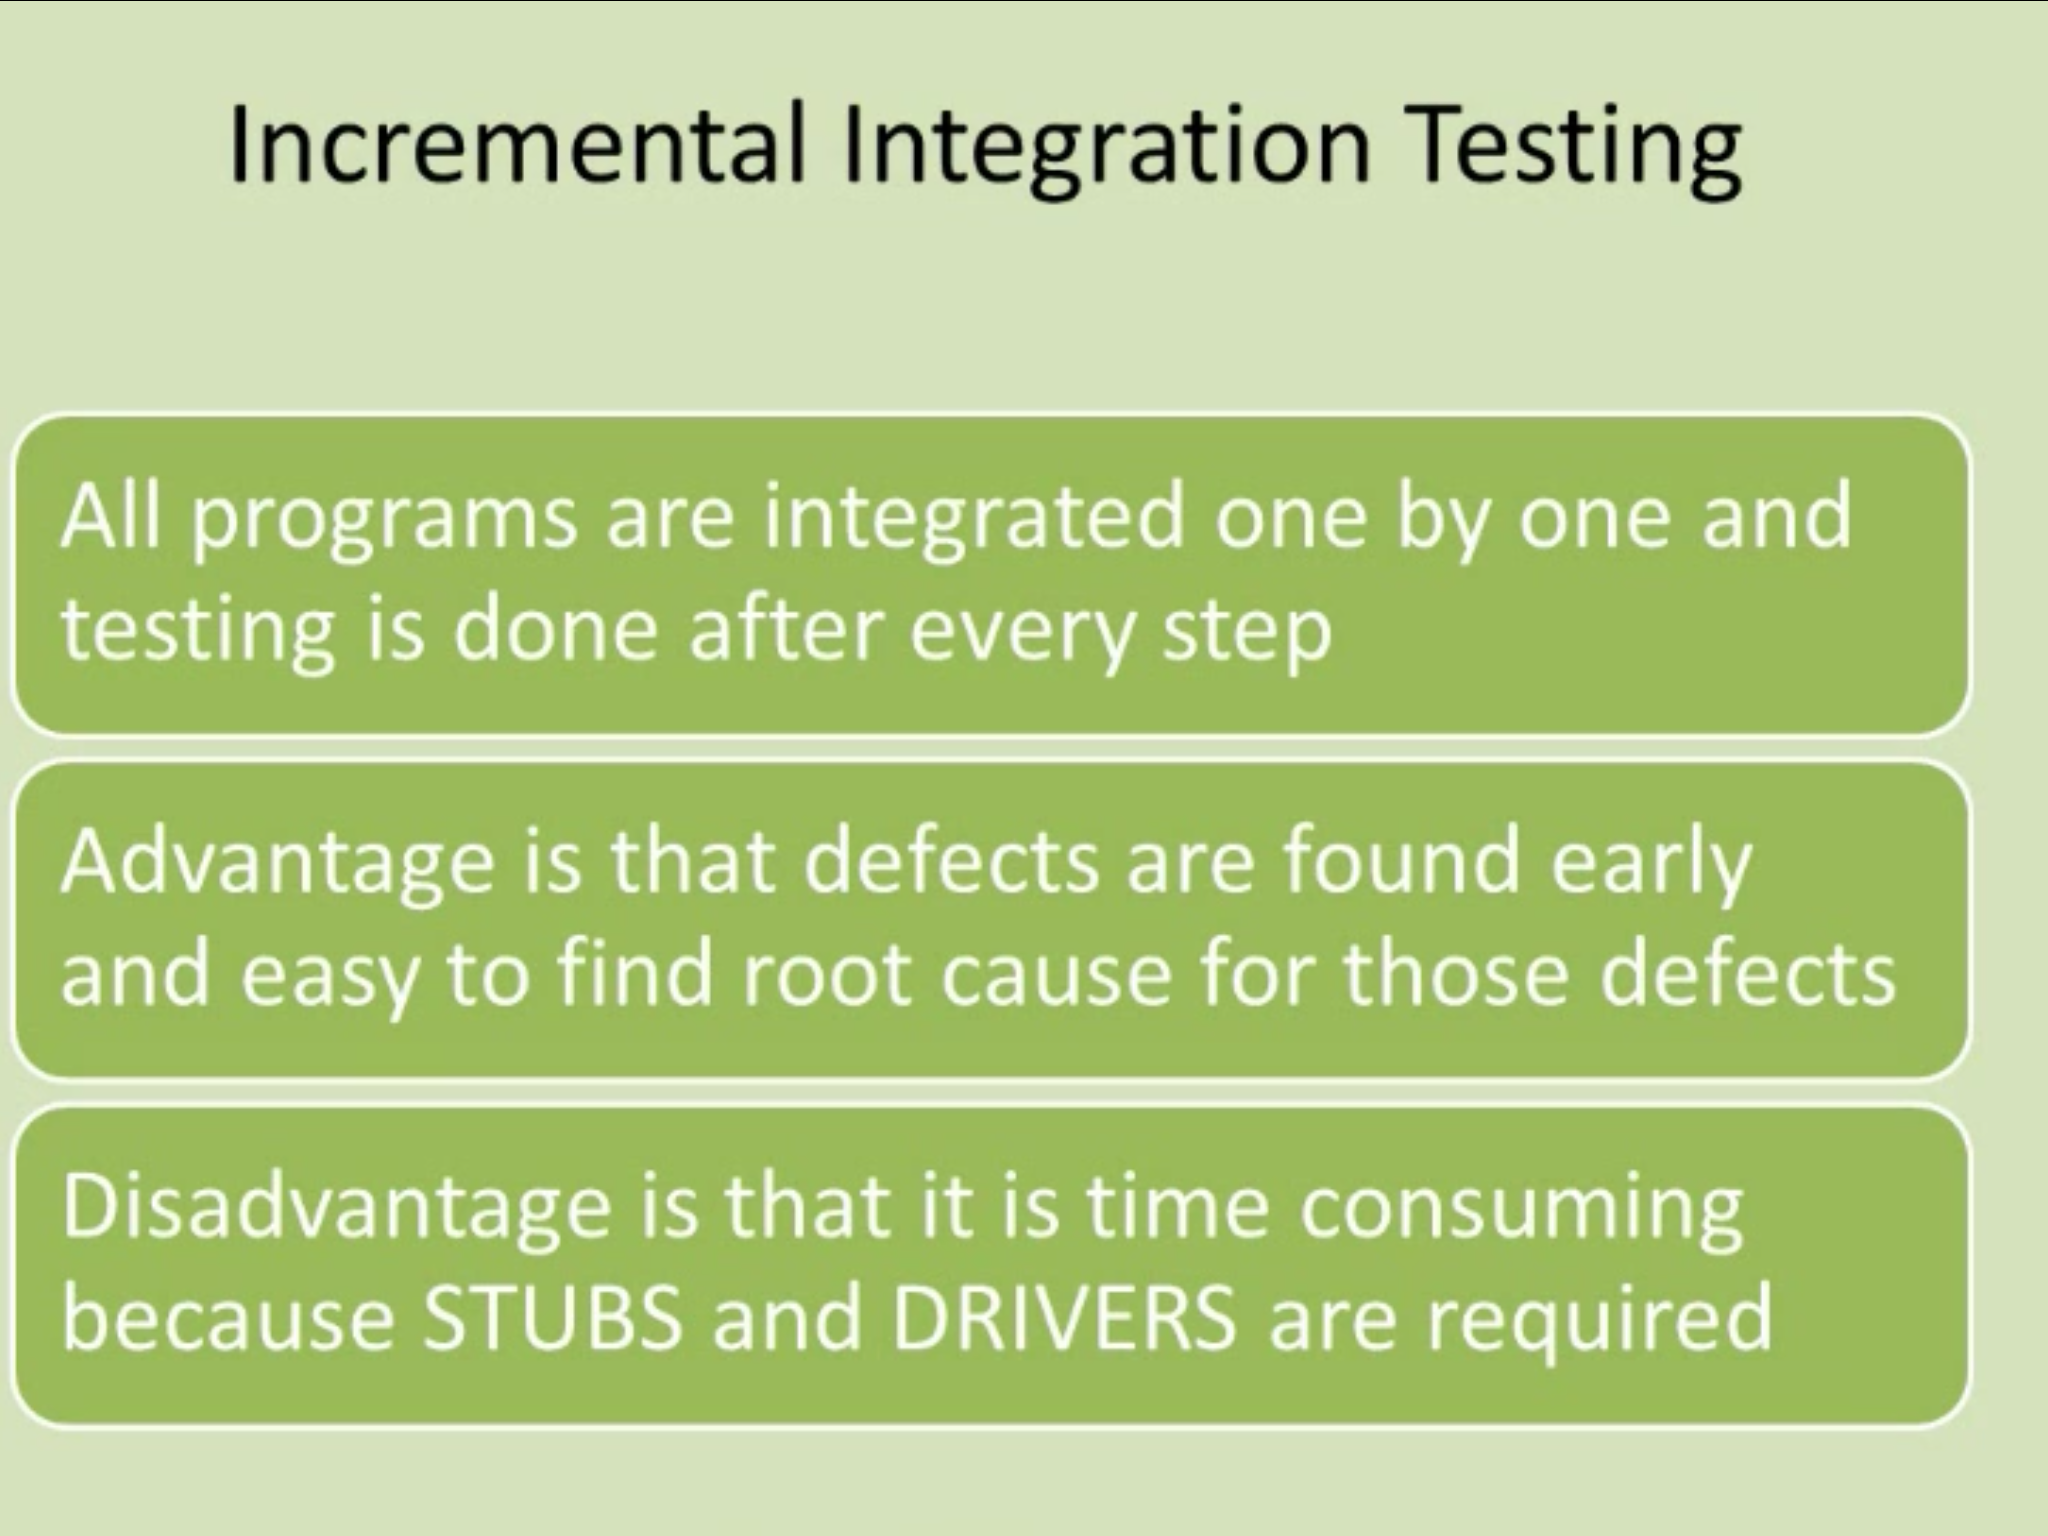 Incremental Integration Testing
All programs are integrated one by one and
testing is done after every step
Advantage is that defects are found early
and easy to find root cause for those defects
Disadvantage is that it is time consuming
because STUBS and DRIVERS are required